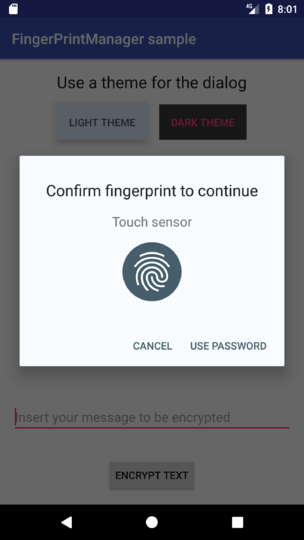 4G 8:01
FingerPrintManager sample
Use a theme for the dialog
LIGHT THEME DARK THEME
Confirm fingerprint to continue
Touch sensor
CANCEL USE PASSWORD
Insert your message to be encrypted
ENCRYPT TEXT